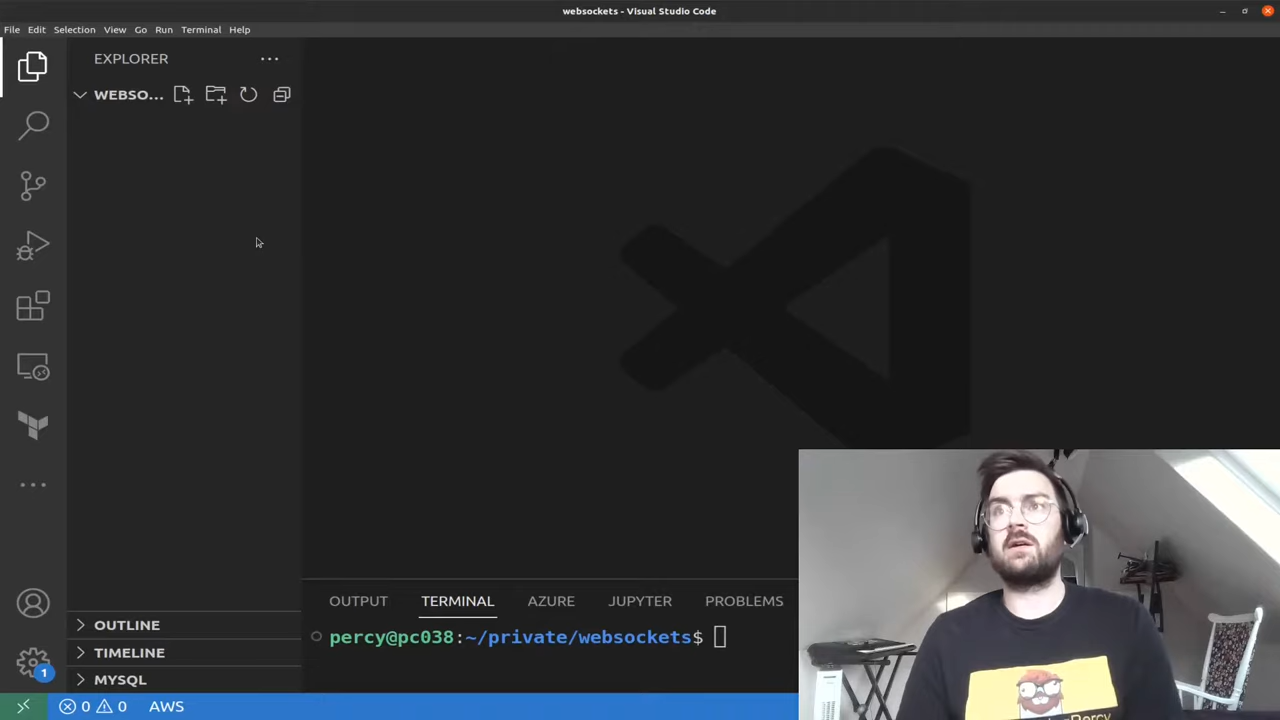 websockets - Visual Studio Code
File Edit Selection View Go Run Terminal Help
EXPLORER
WEBSO...
OUTPUT TERMINAL AZURE JUPYTER PROBLEMS
percy@pc038:~/private/websockets$
OUTLINE
TIMELINE
MYSQL
1
0 0 AWS